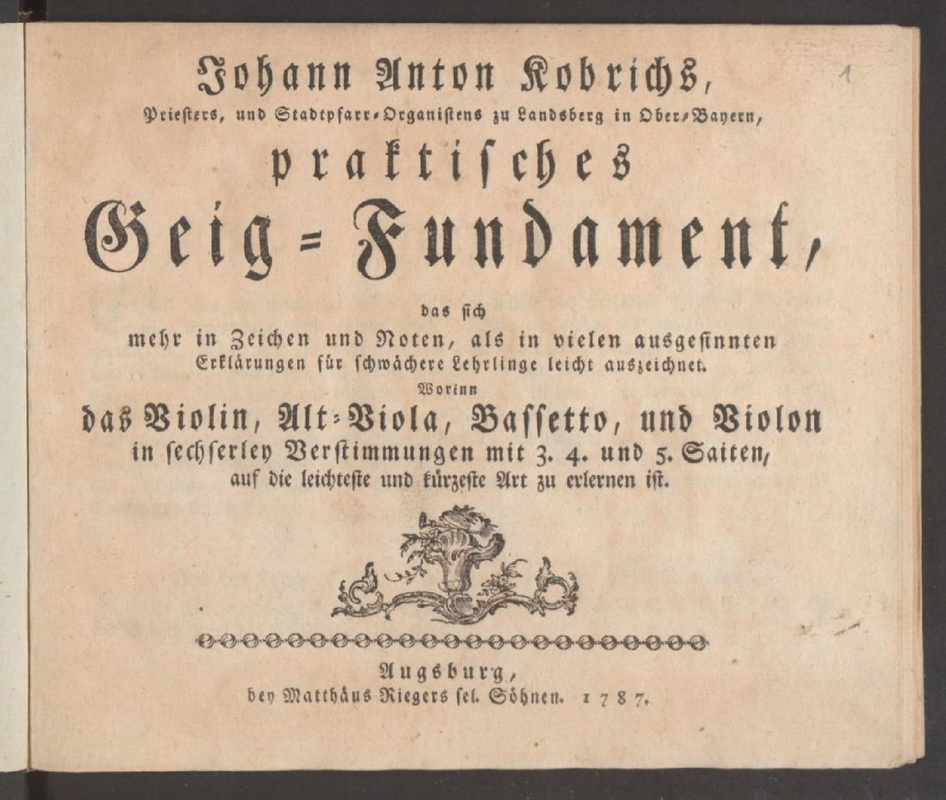 1
Johann Anton Kobrichs,
Priesters, und Stadtpfarr-Organistens zu Landsberg in Ober-Bayern,
praktisches
Geig-Fundament,
das sich
mehr in Zeichen und Noten, als in vielen ausgesinnten
Erklärungen für schwächere Lehrlinge leicht auszeichnet.
Worinn
das Violin, Alt-Viola, Bassetto, und Violon
in sechserley Verstimmungen mit 3. 4. und 5. Saiten,
auf die leichteste und kürzeste Art zu erlernen ist.
Augsburg,
bey Matthäus Riegers sel. Söhnen. 1787.